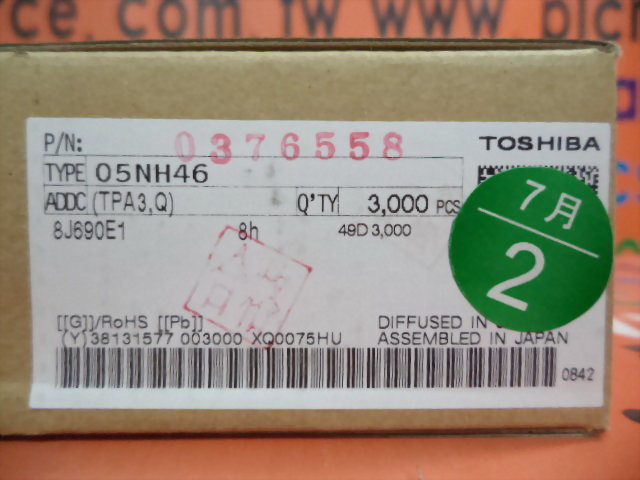 .com.tw www.pic
P/N: 0376558 TOSHIBA
TYPE 05NH46
ADDC (TPA3,Q) Q'TY 3,000 PCS
8J690E1 8h 49D 3,000
7月
2
[[G]]/RoHS [[Pb]] DIFFUSED IN
(Y)38131577 003000 XQ0075HU ASSEMBLED IN JAPAN
0842